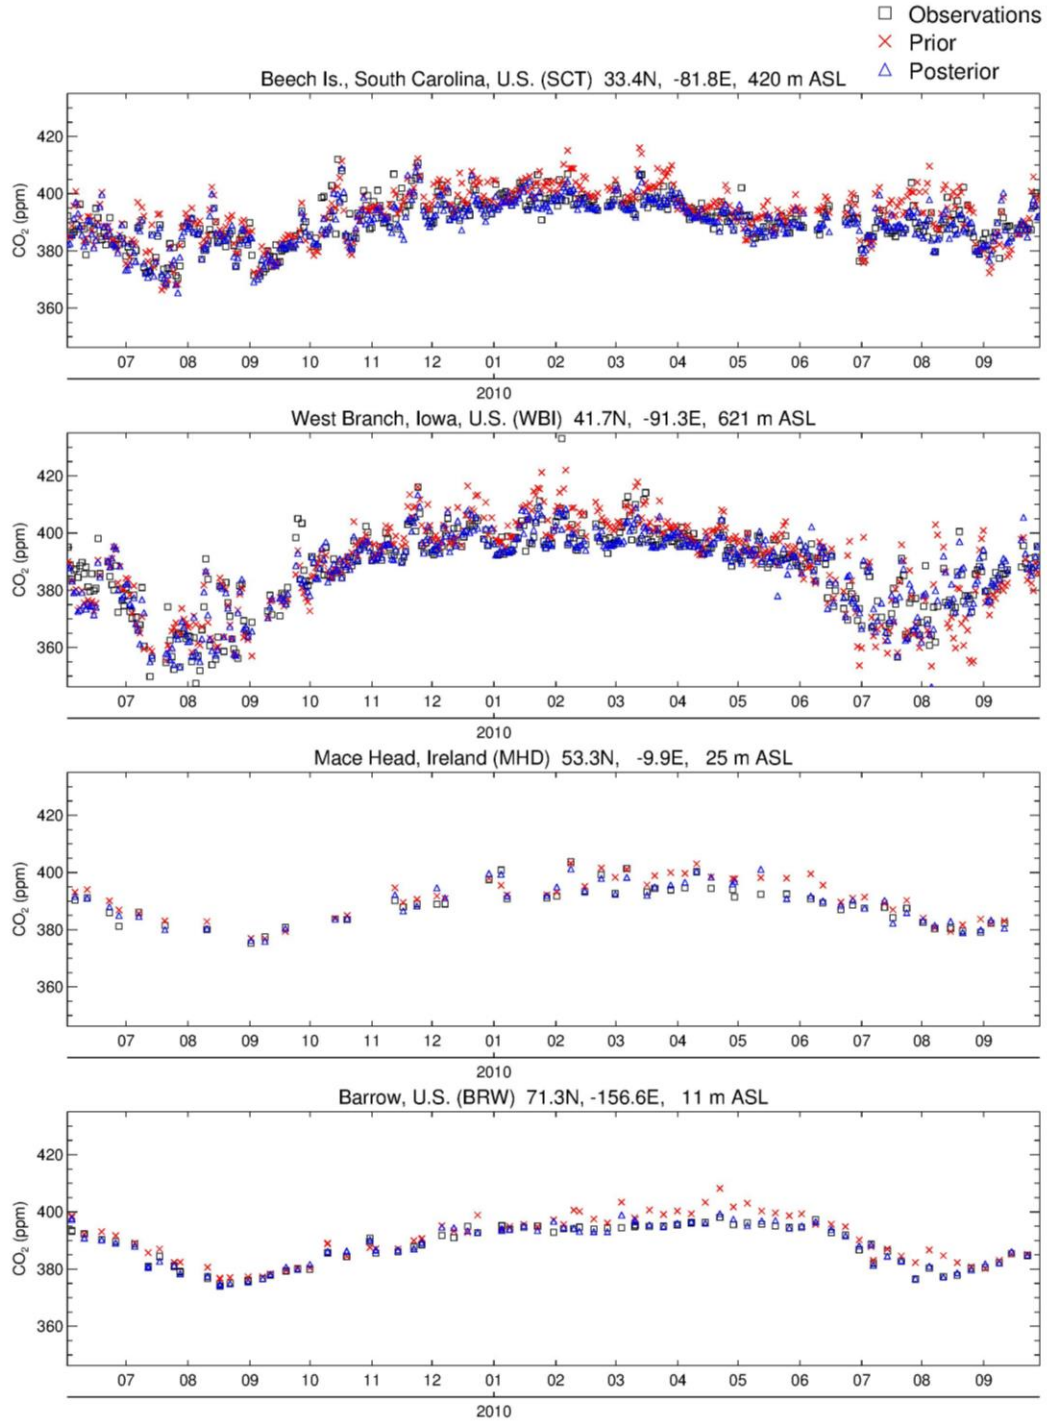 Observations
Prior
Posterior
Beech Is., South Carolina, U.S. (SCT) 33.4N, -81.8E, 420 m ASL
CO2 (ppm)
420
400
380
360
07 08 09 10 11 12 01 02 03 04 05 06 07 08 09
2010
West Branch, Iowa, U.S. (WBI) 41.7N, -91.3E, 621 m ASL
CO2 (ppm)
420
400
380
360
07 08 09 10 11 12 01 02 03 04 05 06 07 08 09
2010
Mace Head, Ireland (MHD) 53.3N, -9.9E, 25 m ASL
CO2 (ppm)
420
400
380
360
07 08 09 10 11 12 01 02 03 04 05 06 07 08 09
2010
Barrow, U.S. (BRW) 71.3N, -156.6E, 11 m ASL
CO2 (ppm)
420
400
380
360
07 08 09 10 11 12 01 02 03 04 05 06 07 08 09
2010